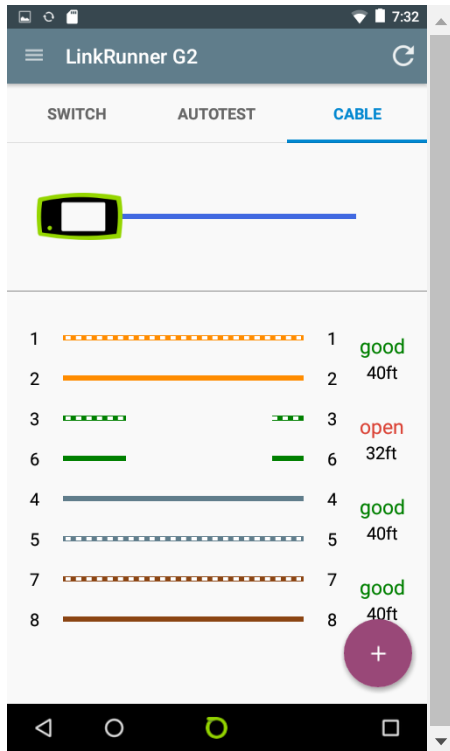 7:32
LinkRunner G2
SWITCH AUTOTEST CABLE
1 1 good
2 2 40ft
3 3 open
6 6 32ft
4 4 good
5 5 40ft
7 7 good
8 8 40ft
+